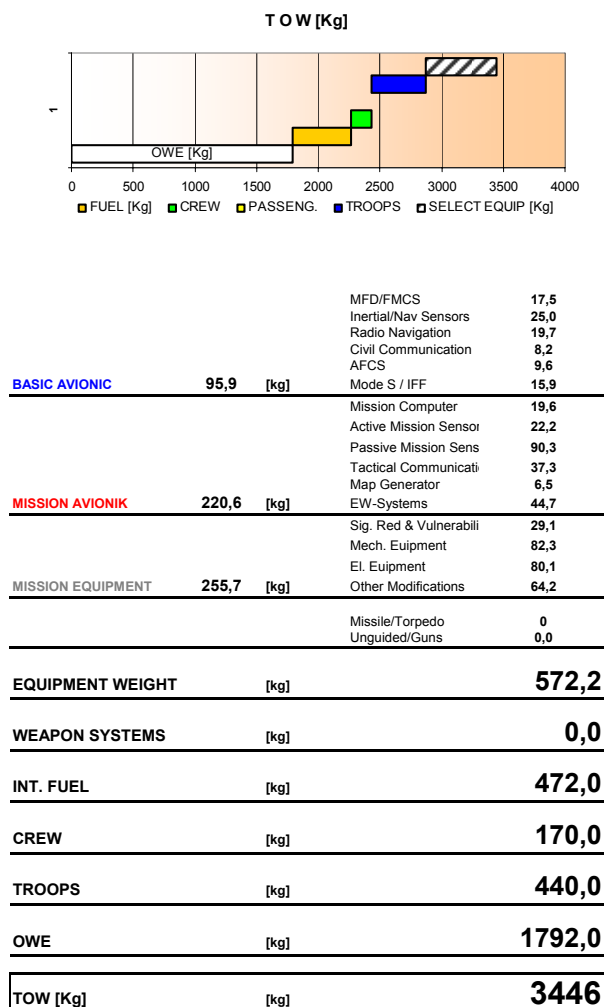 T O W [Kg]
1
OWE [Kg]
0 500 1000 1500 2000 2500 3000 3500 4000
FUEL [Kg] CREW PASSENG. TROOPS SELECT EQUIP [Kg]
MFD/FMCS 17,5
Inertial/Nav Sensors 25,0
Radio Navigation 19,7
Civil Communication 8,2
AFCS 9,6
BASIC AVIONIC 95,9 [kg] Mode S / IFF 15,9
Mission Computer 19,6
Active Mission Sensor 22,2
Passive Mission Sens 90,3
Tactical Communicati 37,3
Map Generator 6,5
MISSION AVIONIK 220,6 [kg] EW-Systems 44,7
Sig. Red & Vulnerabili 29,1
Mech. Euipment 82,3
El. Euipment 80,1
MISSION EQUIPMENT 255,7 [kg] Other Modifications 64,2
Missile/Torpedo 0
Unguided/Guns 0,0
EQUIPMENT WEIGHT [kg] 572,2
WEAPON SYSTEMS [kg] 0,0
INT. FUEL [kg] 472,0
CREW [kg] 170,0
TROOPS [kg] 440,0
OWE [kg] 1792,0
TOW [Kg] [kg] 3446